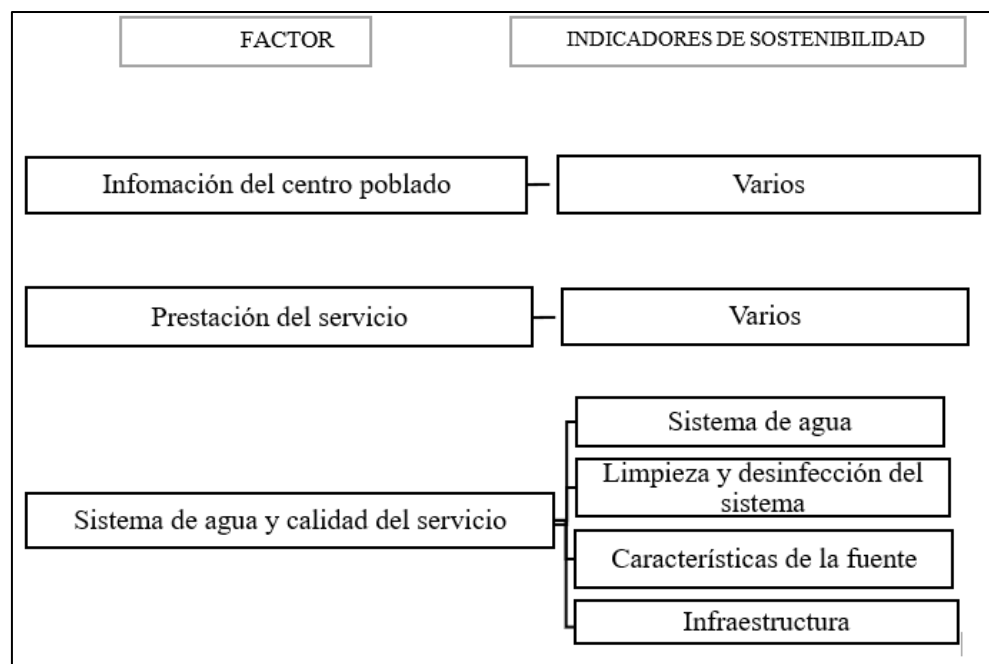 FACTOR
INDICADORES DE SOSTENIBILIDAD
Infomación del centro poblado
Varios
Prestación del servicio
Varios
Sistema de agua y calidad del servicio
Sistema de agua
Limpieza y desinfección del
sistema
Característícas de la fuente
Infraestructura